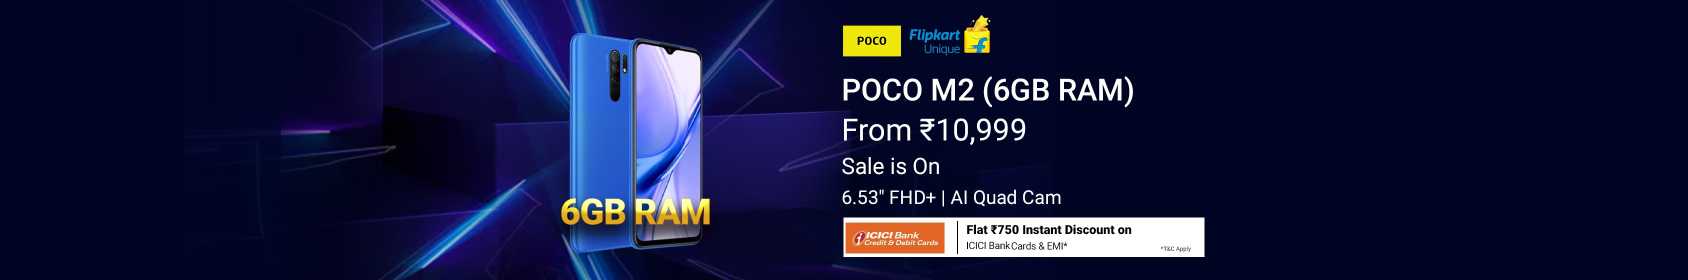 6GB RAM
POCO
Flipkart
Unique
POCO M2 (6GB RAM)
From ₹10,999
Sale is On
6.53" FHD+ | AI Quad Cam
ICICI Bank
Credit & Debit Cards
Flat ₹750 Instant Discount on
ICICI Bank Cards & EMI*
*T&C Apply